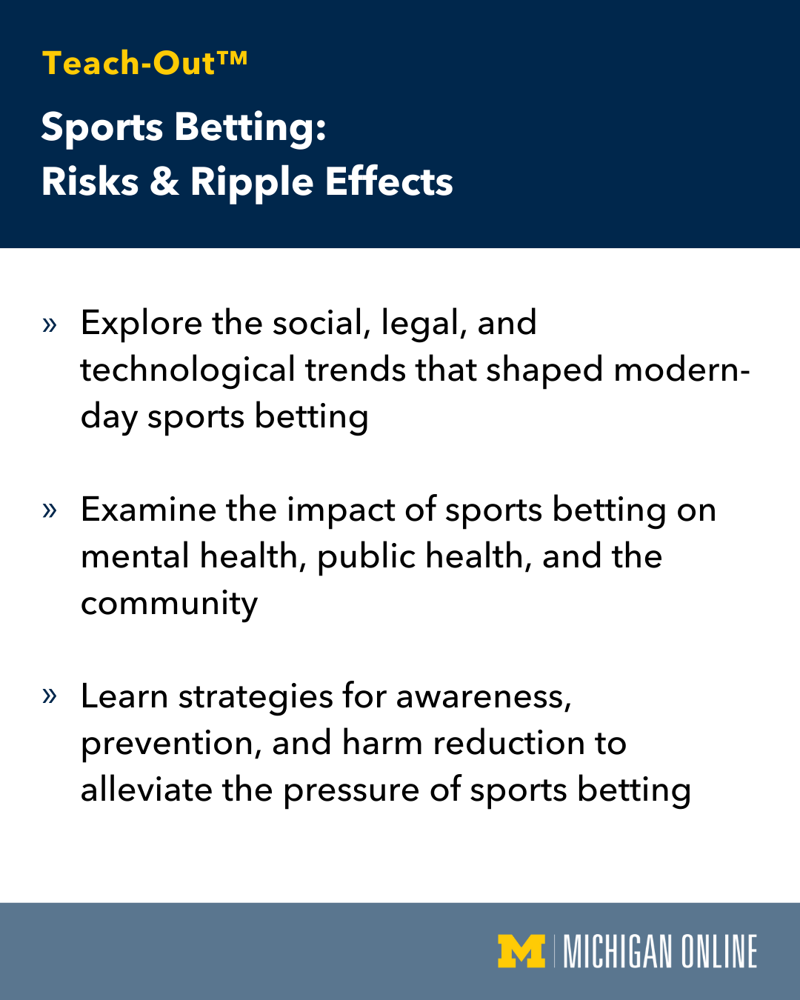 Teach-Out™
Sports Betting:
Risks & Ripple Effects
» Explore the social, legal, and
technological trends that shaped modern-
day sports betting
» Examine the impact of sports betting on
mental health, public health, and the
community
» Learn strategies for awareness,
prevention, and harm reduction to
alleviate the pressure of sports betting
M | MICHIGAN ONLINE